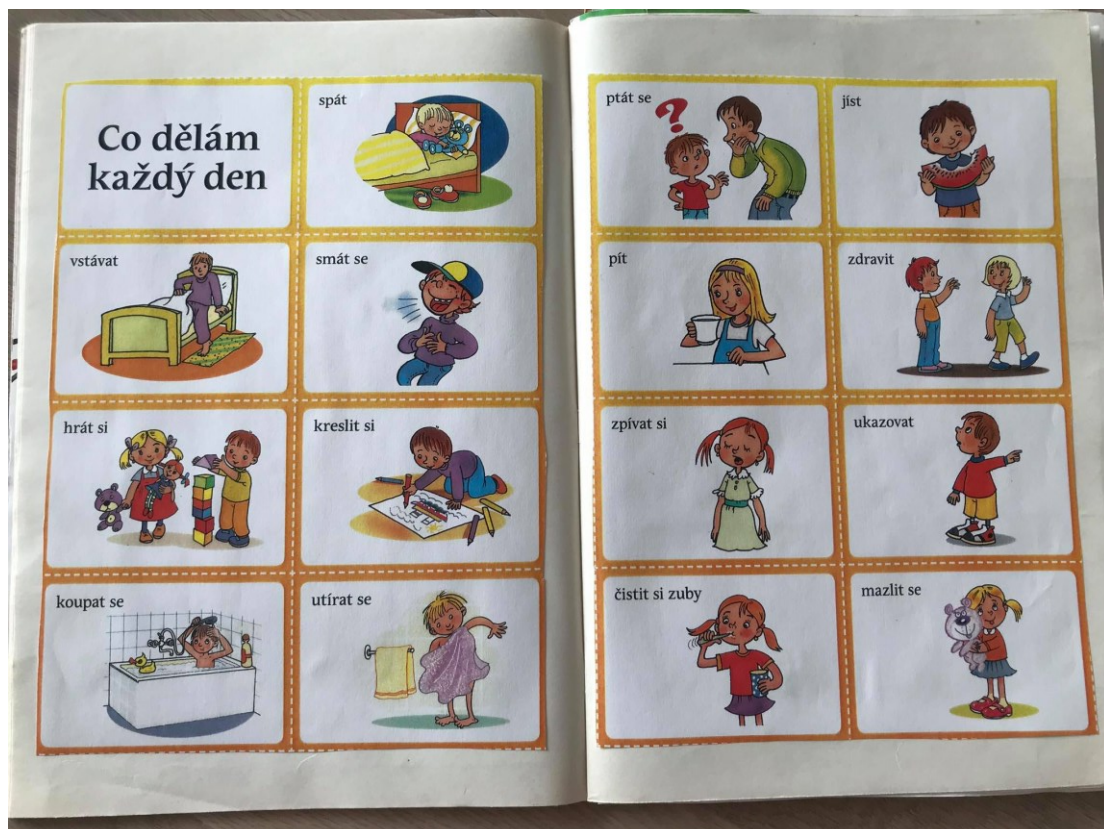 Co dělám
každý den
spát
vstávat
smát se
hrát si
kreslit si
koupat se
utírat se
ptát se
?
jíst
pít
zdravit
zpívat si
ukazovat
čistit si zuby
mazlit se